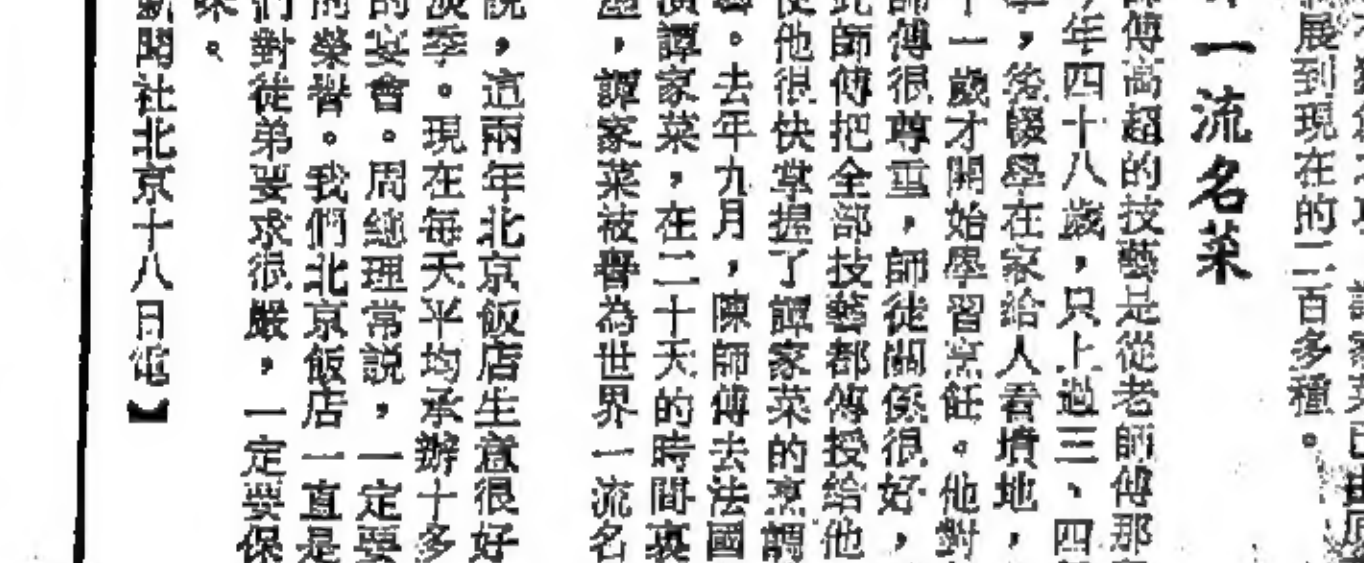 展到現在的二百多種。
一流名菜
師傅高超的技藝是從老師傅那
年四十八歲，只上過三、四
，後輟學在家給人看墳地，
十一歲才開始學習烹飪。他對
師傅很尊重，師徒關係很好，
此師傅把全部技藝都傳授給他
使他很快掌握了譚家菜的烹調
。去年九月，陳師傅去法國
演譚家菜，在二十天的時間裏
，譚家菜被譽為世界一流名
說，這兩年北京飯店生意很好
淡季。現在每天平均承辦十多
的宴會。周總理常説，一定要
的榮譽。我們北京飯店一直是
們對徒弟要求很嚴，一定要保
味。
新聞社北京十八日電】